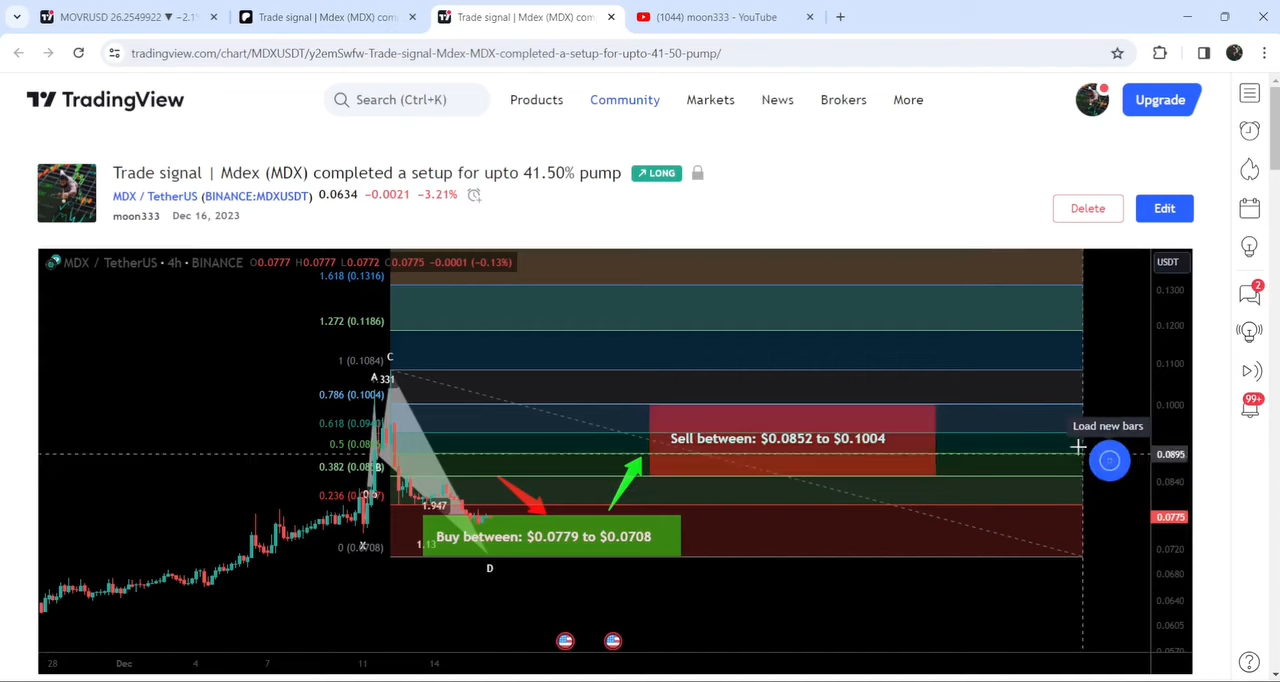 MOVRUSD 26.2549922 ▼ −2.1
Trade signal | Mdex (MDX) com
Trade signal | Mdex (MDX) com
(1044) moon333 - YouTube
tradingview.com/chart/MDXUSDT/y2emSwfw-Trade-signal-Mdex-MDX-completed-a-setup-for-upto-41-50-pump/
TradingView
Search (Ctrl+K)
Products
Community
Markets
News
Brokers
More
Upgrade
Trade signal | Mdex (MDX) completed a setup for upto 41.50% pump
LONG
MDX / TetherUS (BINANCE:MDXUSDT) 0.0634 −0.0021 −3.21%
moon333 Dec 16, 2023
Delete
Edit
MDX / TetherUS • 4h • BINANCE O0.0777 H0.0777 L0.0772 C0.0775 −0.0001 (−0.13%)
USDT
1.618 (0.1316)
0.1300
1.272 (0.1186)
0.1200
1 (0.1084)
C
0.1100
A
331
0.786 (0.1004)
0.1000
0.618
Load new bars
Sell between: $0.0852 to $0.1004
0.5
0.0895
0.382
B
0.0840
0.236
1.947
0.0775
Buy between: $0.0779 to $0.0708
1.13
X
0
0.0720
D
0.0680
0.0640
0.0605
28
Dec
4
7
11
14
2
99+